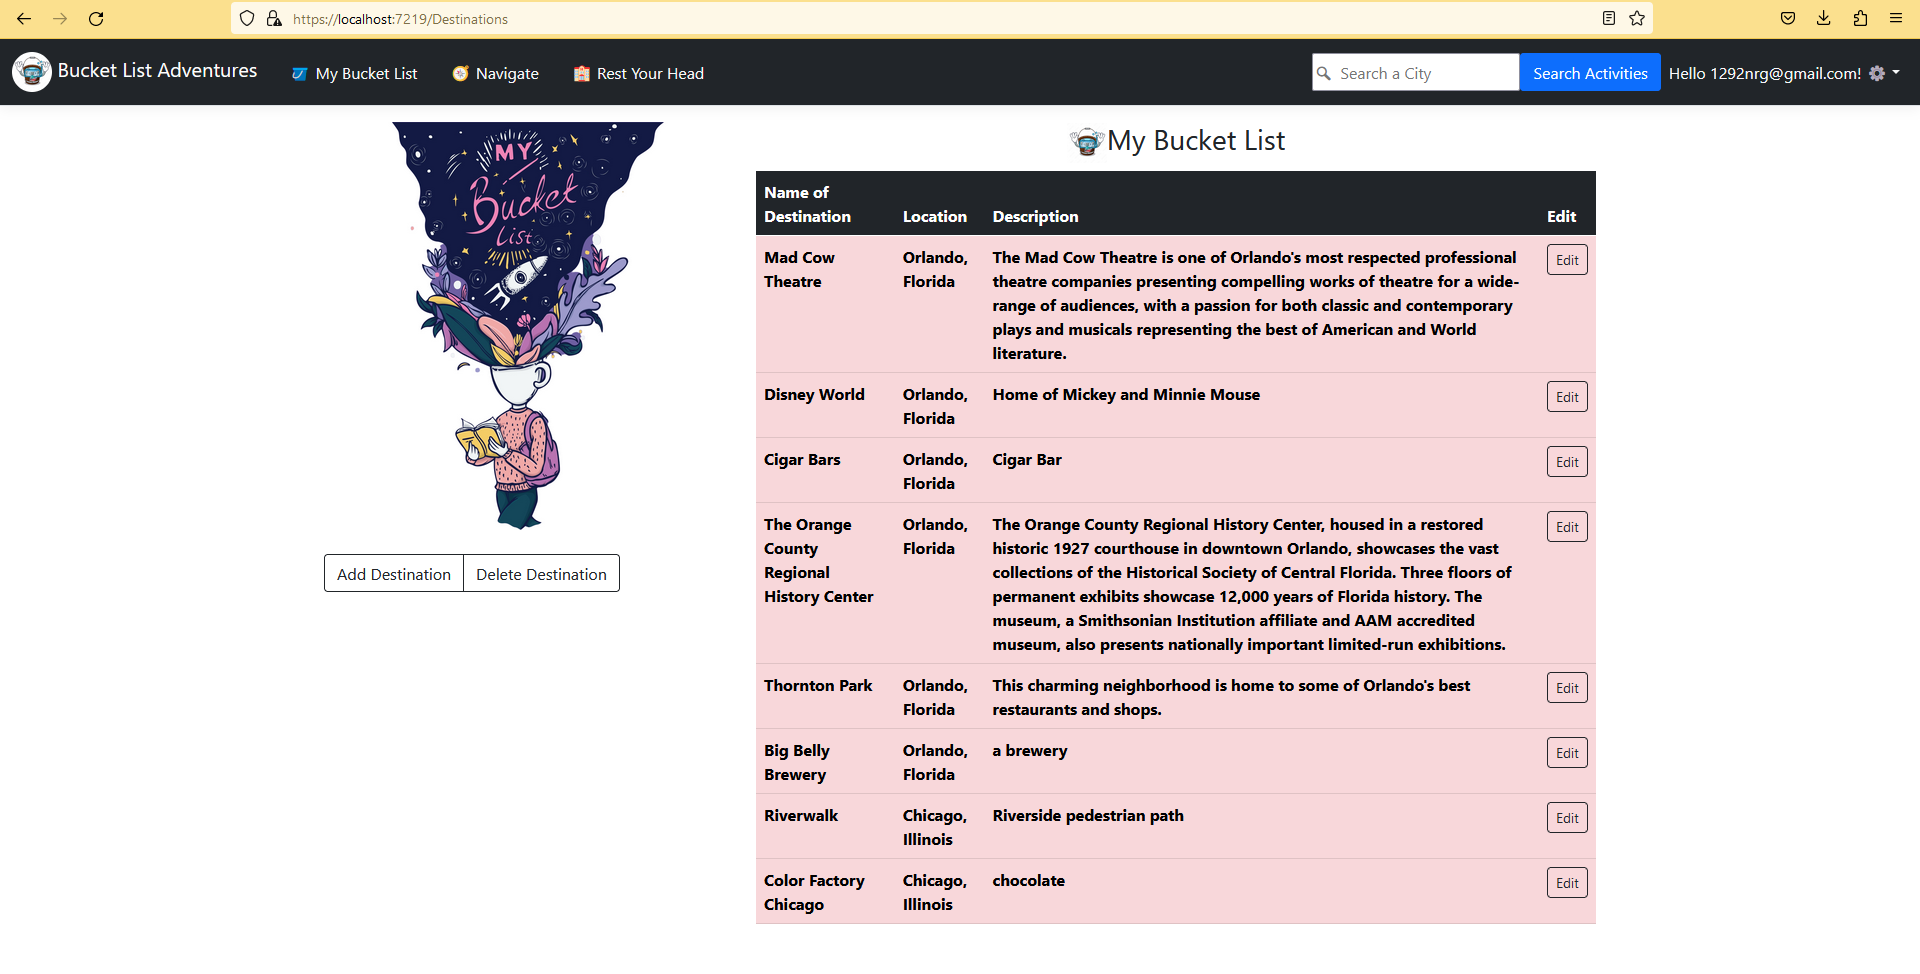 https://localhost:7219/Destinations
Bucket List Adventures
My Bucket List
Navigate
Rest Your Head
Search a City
Search Activities
Hello 1292nrg@gmail.com!
MY
Bucket
List
Add Destination
Delete Destination
My Bucket List
Name of
Destination
Location
Description
Edit
Mad Cow
Theatre
Orlando,
Florida
The Mad Cow Theatre is one of Orlando's most respected professional
theatre companies presenting compelling works of theatre for a wide-
range of audiences, with a passion for both classic and contemporary
plays and musicals representing the best of American and World
literature.
Edit
Disney World
Orlando,
Florida
Home of Mickey and Minnie Mouse
Edit
Cigar Bars
Orlando,
Florida
Cigar Bar
Edit
The Orange
County
Regional
History Center
Orlando,
Florida
The Orange County Regional History Center, housed in a restored
historic 1927 courthouse in downtown Orlando, showcases the vast
collections of the Historical Society of Central Florida. Three floors of
permanent exhibits showcase 12,000 years of Florida history. The
museum, a Smithsonian Institution affiliate and AAM accredited
museum, also presents nationally important limited-run exhibitions.
Edit
Thornton Park
Orlando,
Florida
This charming neighborhood is home to some of Orlando's best
restaurants and shops.
Edit
Big Belly
Brewery
Orlando,
Florida
a brewery
Edit
Riverwalk
Chicago,
Illinois
Riverside pedestrian path
Edit
Color Factory
Chicago
Chicago,
Illinois
chocolate
Edit